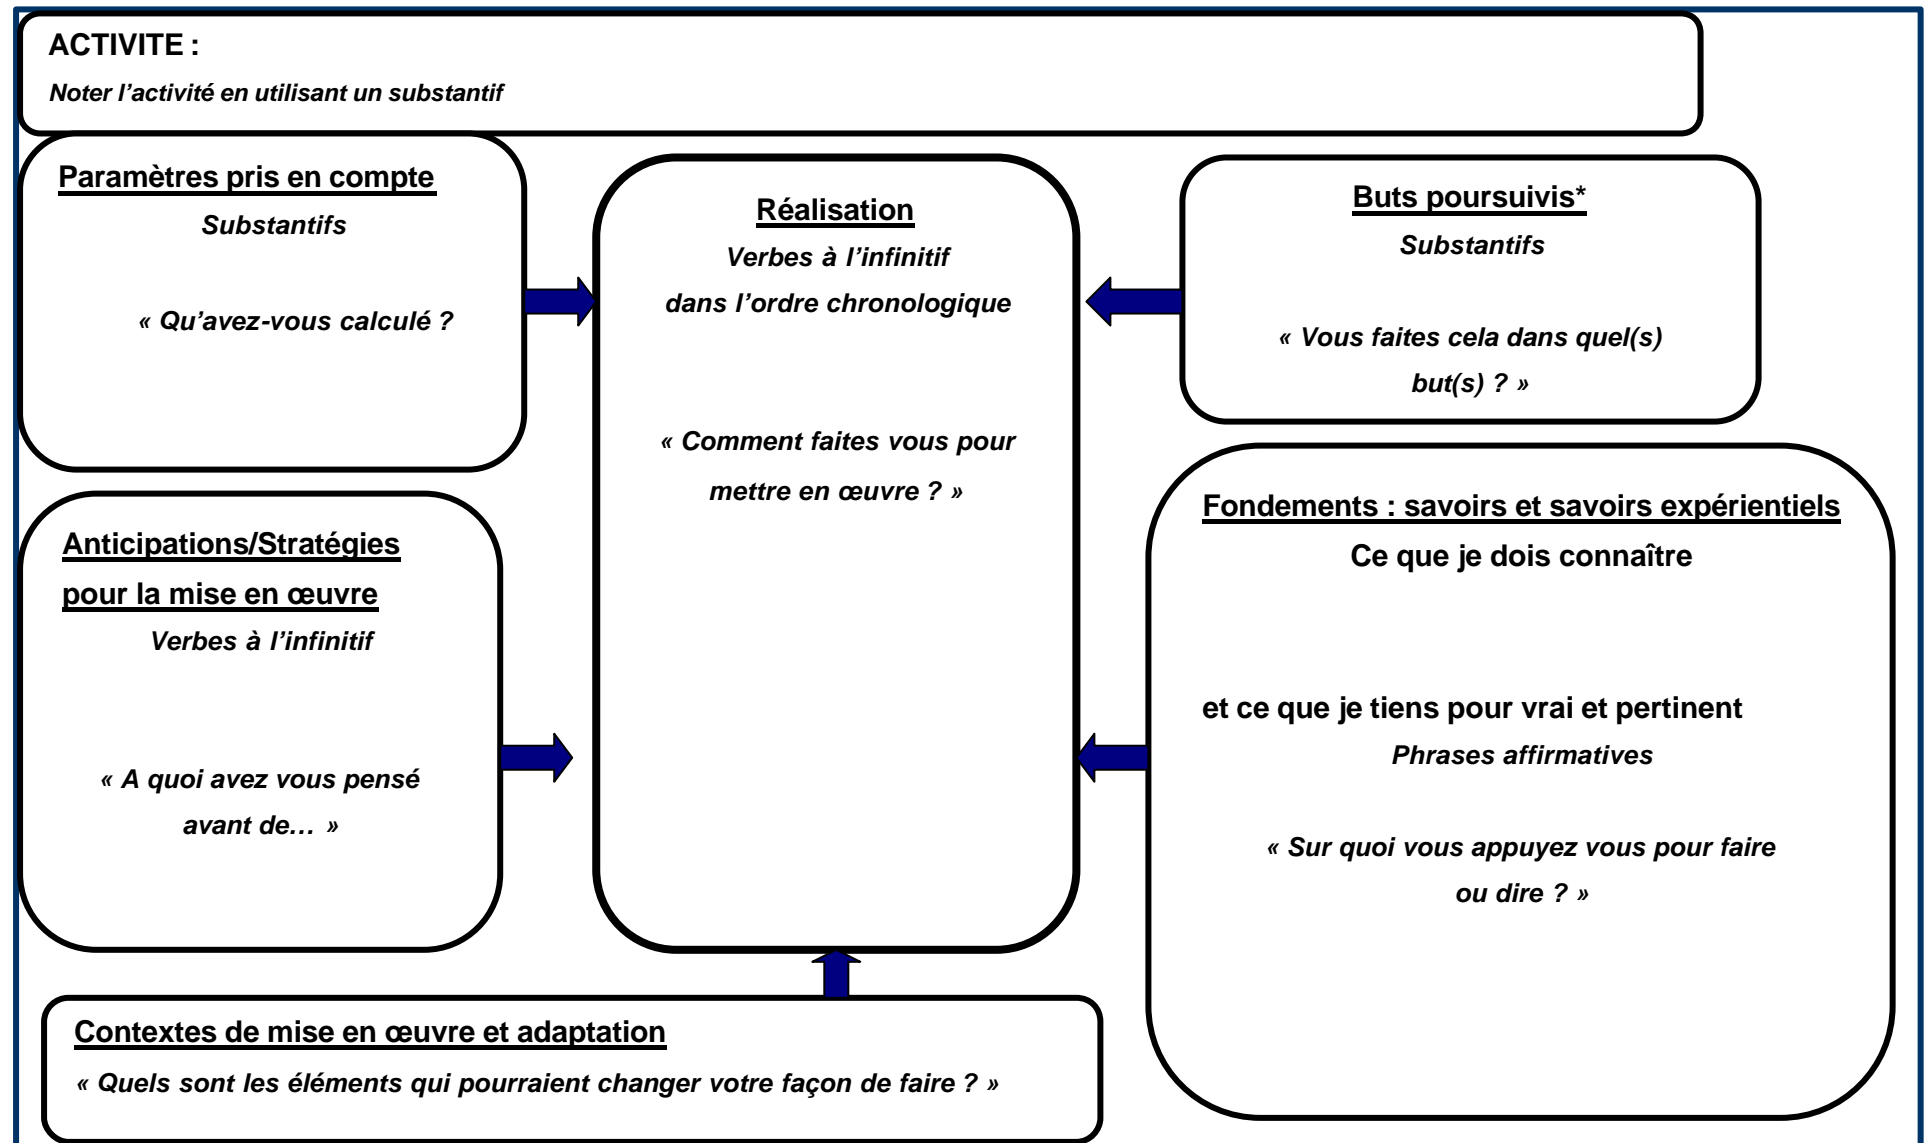 ACTIVITE :
Noter l’activité en utilisant un substantif
Paramètres pris en compte
Substantifs
« Qu’avez-vous calculé ?
Anticipations/Stratégies
pour la mise en œuvre
Verbes à l’infinitif
« A quoi avez vous pensé
avant de… »
Réalisation
Verbes à l’infinitif
dans l’ordre chronologique
« Comment faites vous pour
mettre en œuvre ? »
Buts poursuivis*
Substantifs
« Vous faites cela dans quel(s)
but(s) ? »
Fondements : savoirs et savoirs expérientiels
Ce que je dois connaître
et ce que je tiens pour vrai et pertinent
Phrases affirmatives
« Sur quoi vous appuyez vous pour faire
ou dire ? »
Contextes de mise en œuvre et adaptation
« Quels sont les éléments qui pourraient changer votre façon de faire ? »